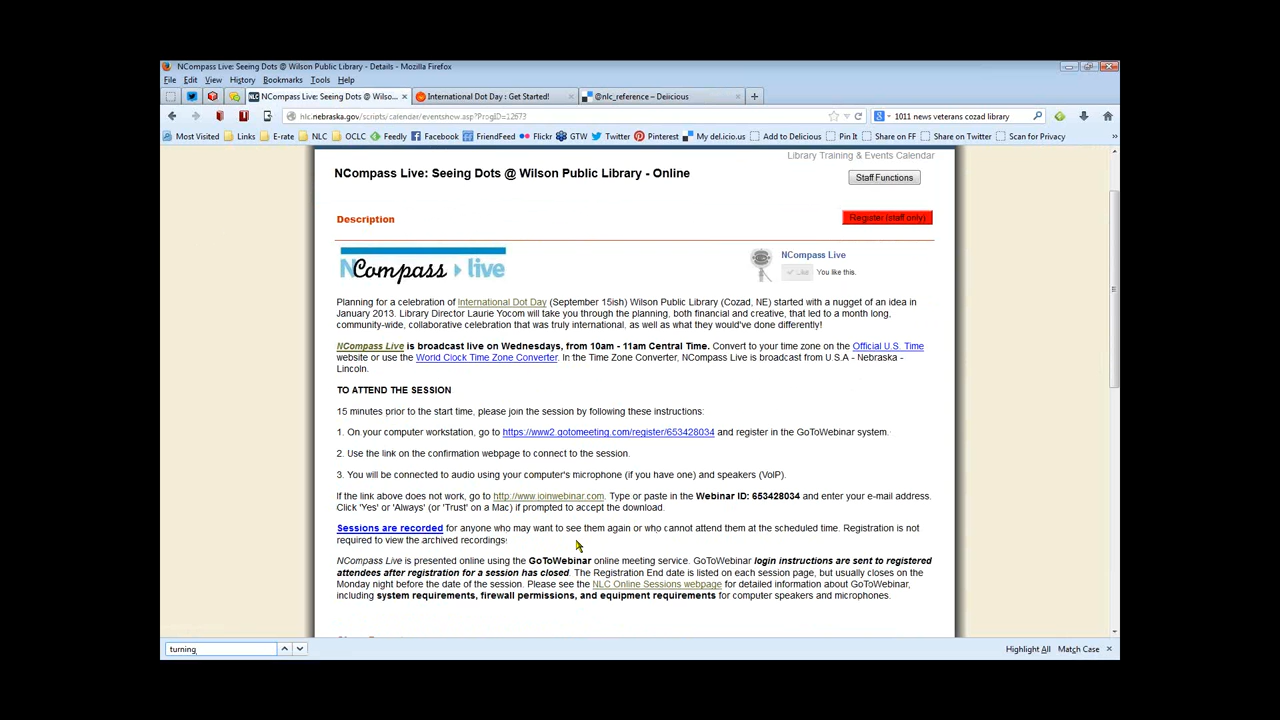 NCompass Live: Seeing Dots @ Wilson Public Library - Details - Mozilla Firefox
File Edit View History Bookmarks Tools Help
NCompass Live: Seeing Dots @ Wilso... × International Dot Day : Get Started! × @nlc_reference – Delicious × +
nlc.nebraska.gov/scripts/calendar/eventshow.asp?ProgID=12673 1011 news veterans cozad library
Most Visited Links E-rate NLC OCLC Feedly Facebook FriendFeed Flickr GTW Twitter Pinterest My del.icio.us Add to Delicious Pin It Share on FF Share on Twitter Scan for Privacy
Library Training & Events Calendar
NCompass Live: Seeing Dots @ Wilson Public Library - Online
Staff Functions
Description
Register (staff only)
NCompass live
NCompass Live
Like You like this.
Planning for a celebration of International Dot Day (September 15ish) Wilson Public Library (Cozad, NE) started with a nugget of an idea in
January 2013. Library Director Laurie Yocom will take you through the planning, both financial and creative, that led to a month long,
community-wide, collaborative celebration that was truly international, as well as what they would've done differently!
NCompass Live is broadcast live on Wednesdays, from 10am - 11am Central Time. Convert to your time zone on the Official U.S. Time
website or use the World Clock Time Zone Converter. In the Time Zone Converter, NCompass Live is broadcast from U.S.A - Nebraska -
Lincoln.
TO ATTEND THE SESSION
15 minutes prior to the start time, please join the session by following these instructions:
1. On your computer workstation, go to https://www2.gotomeeting.com/register/653428034 and register in the GoToWebinar system.
2. Use the link on the confirmation webpage to connect to the session.
3. You will be connected to audio using your computer's microphone (if you have one) and speakers (VoIP).
If the link above does not work, go to http://www.joinwebinar.com. Type or paste in the Webinar ID: 653428034 and enter your e-mail address.
Click 'Yes' or 'Always' (or 'Trust' on a Mac) if prompted to accept the download.
Sessions are recorded for anyone who may want to see them again or who cannot attend them at the scheduled time. Registration is not
required to view the archived recordings.
NCompass Live is presented online using the GoToWebinar online meeting service. GoToWebinar login instructions are sent to registered
attendees after registration for a session has closed. The Registration End date is listed on each session page, but usually closes on the
Monday night before the date of the session. Please see the NLC Online Sessions webpage for detailed information about GoToWebinar,
including system requirements, firewall permissions, and equipment requirements for computer speakers and microphones.
turning Highlight All Match Case ×